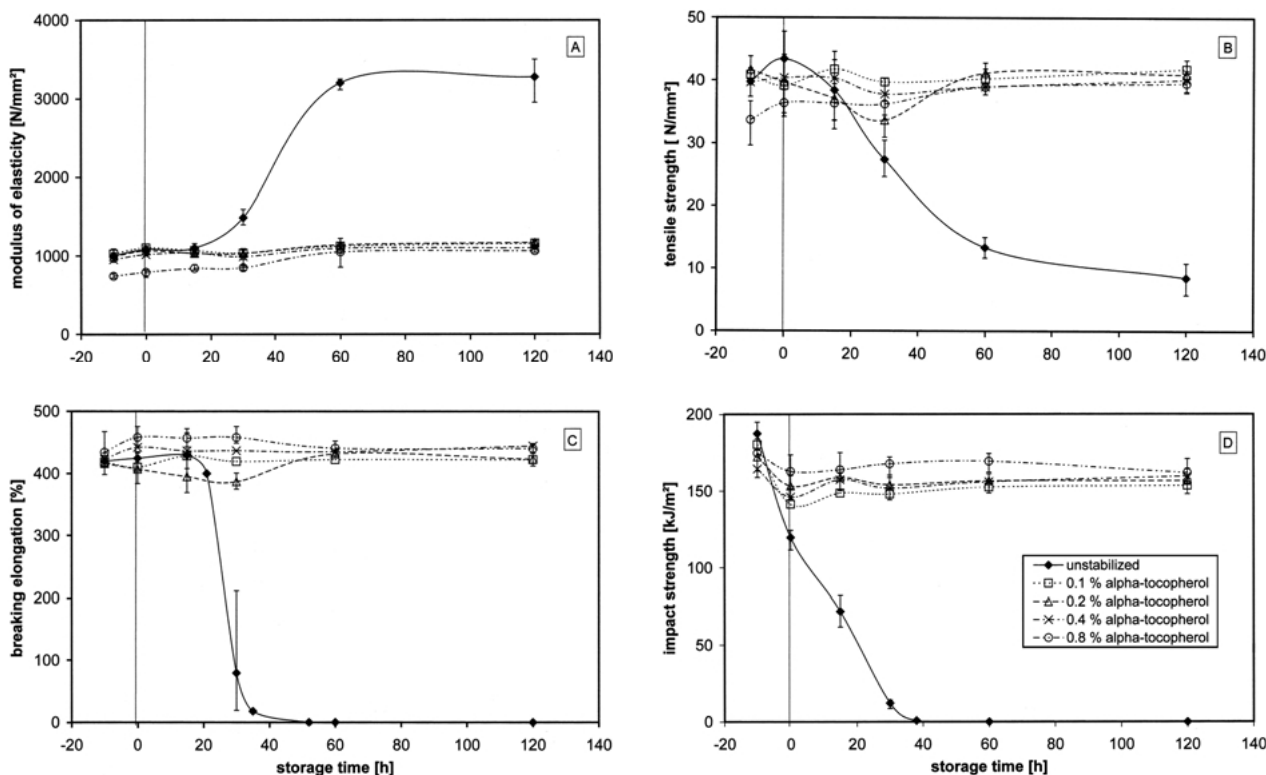 4000
3000
2000
1000
0
-20 0 20 40 60 80 100 120 140
modulus of elasticity [N/mm²]
A
50
40
30
20
10
0
-20 0 20 40 60 80 100 120 140
tensile strength [ N/mm²]
B
500
400
300
200
100
0
-20 0 20 40 60 80 100 120 140
breaking elongation [%]
storage time [h]
C
200
150
100
50
0
-20 0 20 40 60 80 100 120 140
impact strength [kJ/m²]
storage time [h]
D
unstabilized
0.1 % alpha-tocopherol
0.2 % alpha-tocopherol
0.4 % alpha-tocopherol
0.8 % alpha-tocopherol